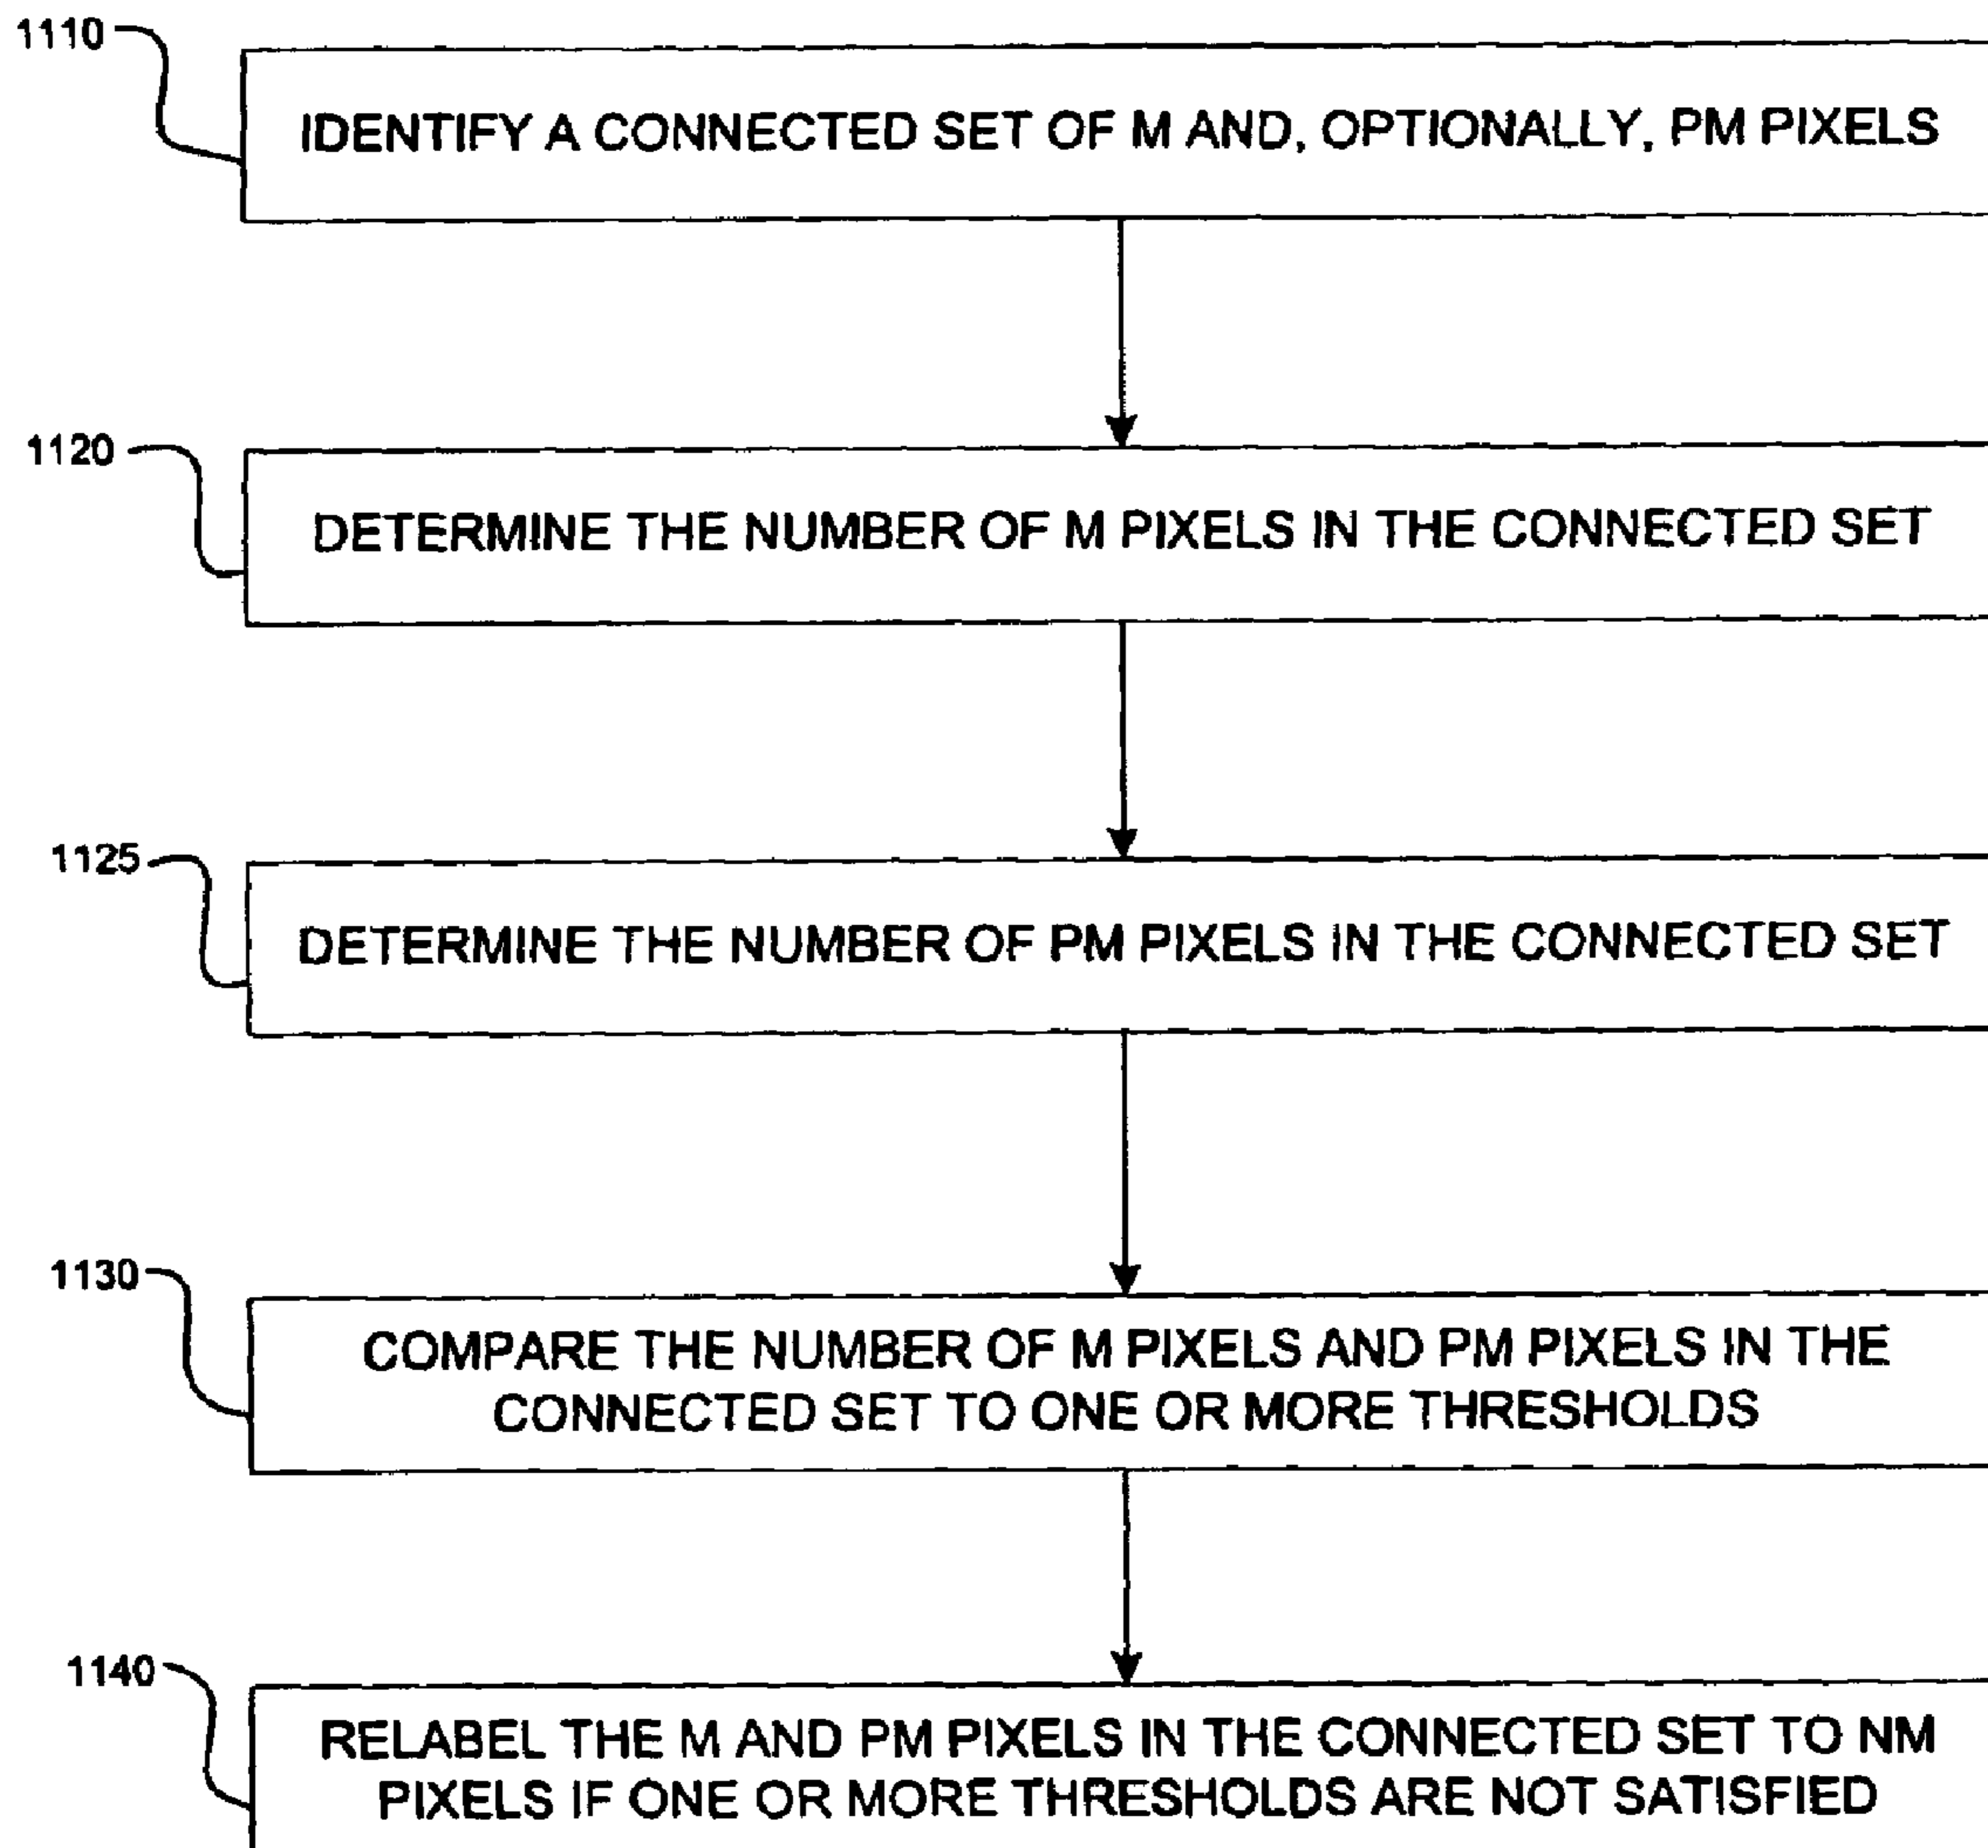 1110
IDENTIFY A CONNECTED SET OF M AND, OPTIONALLY, PM PIXELS
1120
DETERMINE THE NUMBER OF M PIXELS IN THE CONNECTED SET
1125
DETERMINE THE NUMBER OF PM PIXELS IN THE CONNECTED SET
1130
COMPARE THE NUMBER OF M PIXELS AND PM PIXELS IN THE
CONNECTED SET TO ONE OR MORE THRESHOLDS
1140
RELABEL THE M AND PM PIXELS IN THE CONNECTED SET TO NM
PIXELS IF ONE OR MORE THRESHOLDS ARE NOT SATISFIED